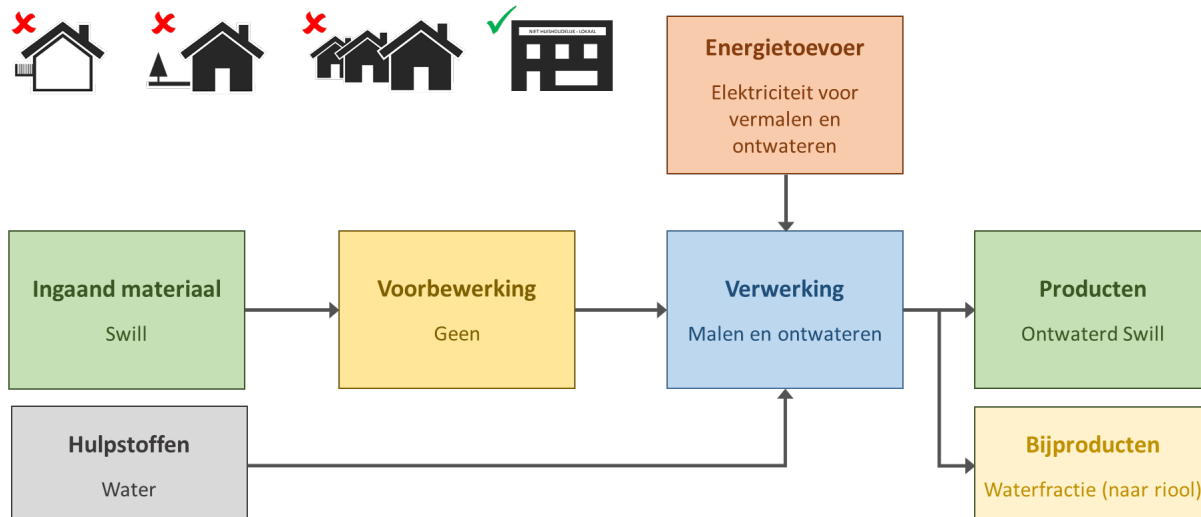 NIET HUISHOUDELIJK - LOKAAL
Energietoevoer
Elektriciteit voor
vermalen en
ontwateren
Ingaand materiaal
Swill
Voorbewerking
Geen
Verwerking
Malen en ontwateren
Producten
Ontwaterd Swill
Hulpstoffen
Water
Bijproducten
Waterfractie (naar riool)